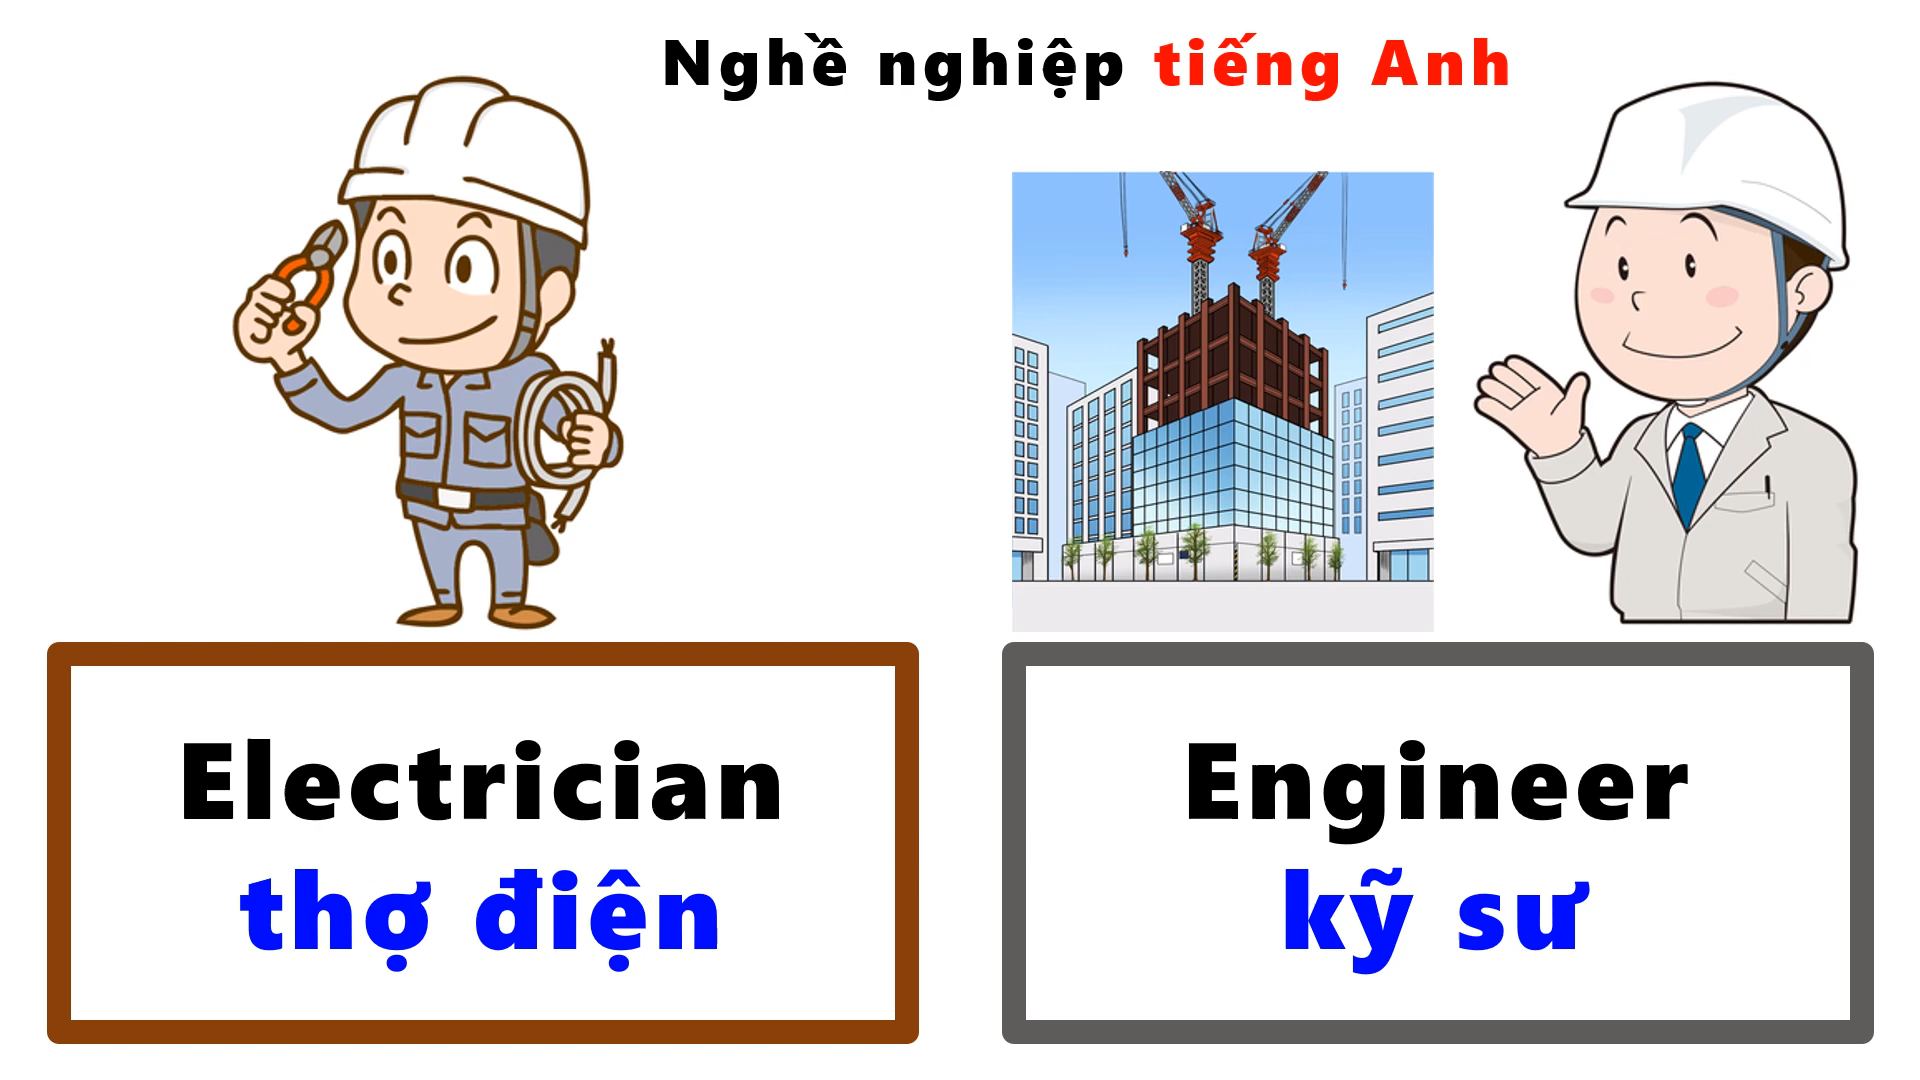 Nghề nghiệp tiếng Anh
Electrician
thợ điện
Engineer
kỹ sư